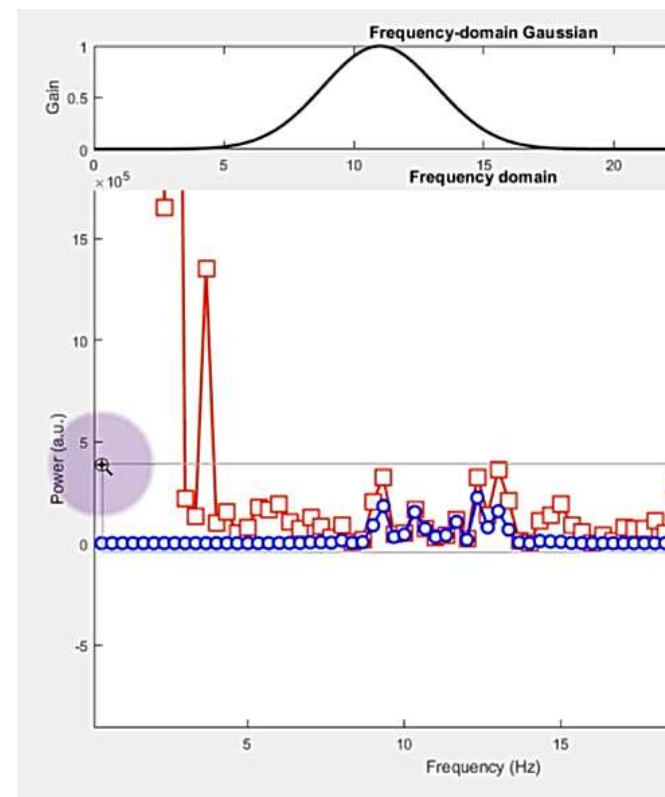 Frequency-domain Gaussian
1
Gain
0.5
0
0 5 10 15 20
× 10⁵
Frequency domain
15
10
5
Power (a.u.)
0
-5
5 10 15
Frequency (Hz)